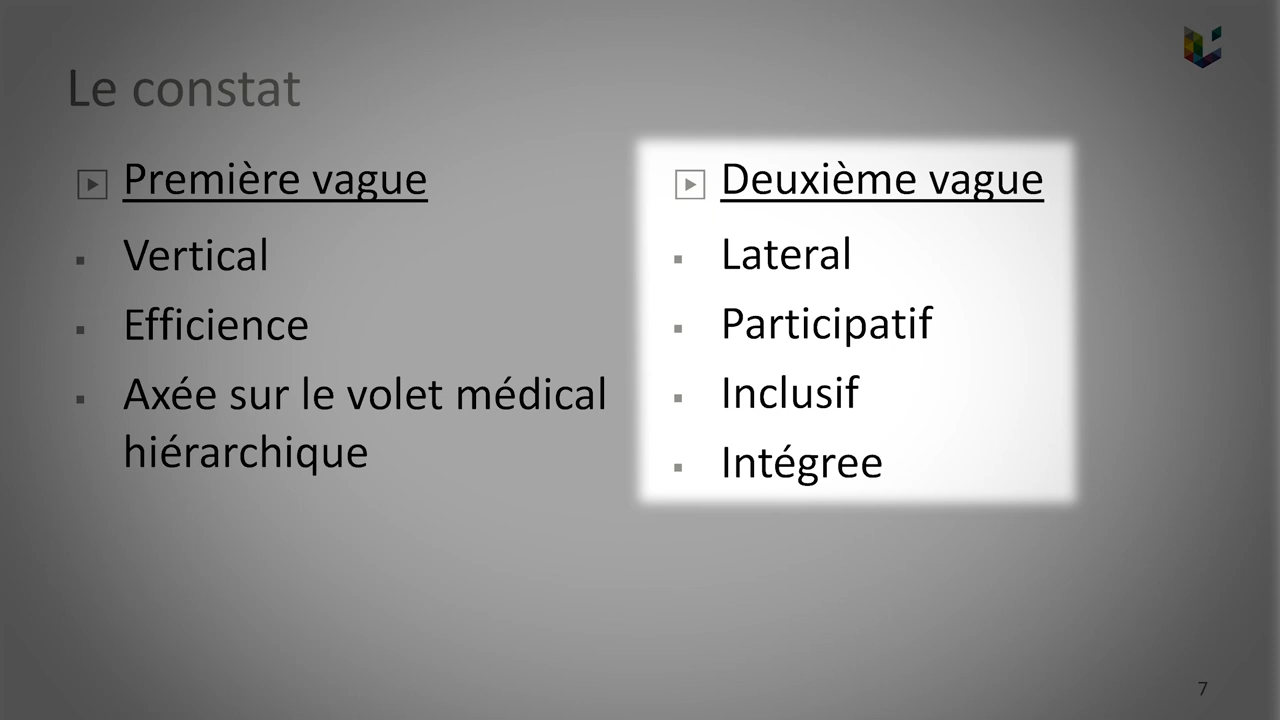 Le constat
Première vague
Vertical
Efficience
Axée sur le volet médical
hiérarchique
Deuxième vague
Lateral
Participatif
Inclusif
Intégree
7